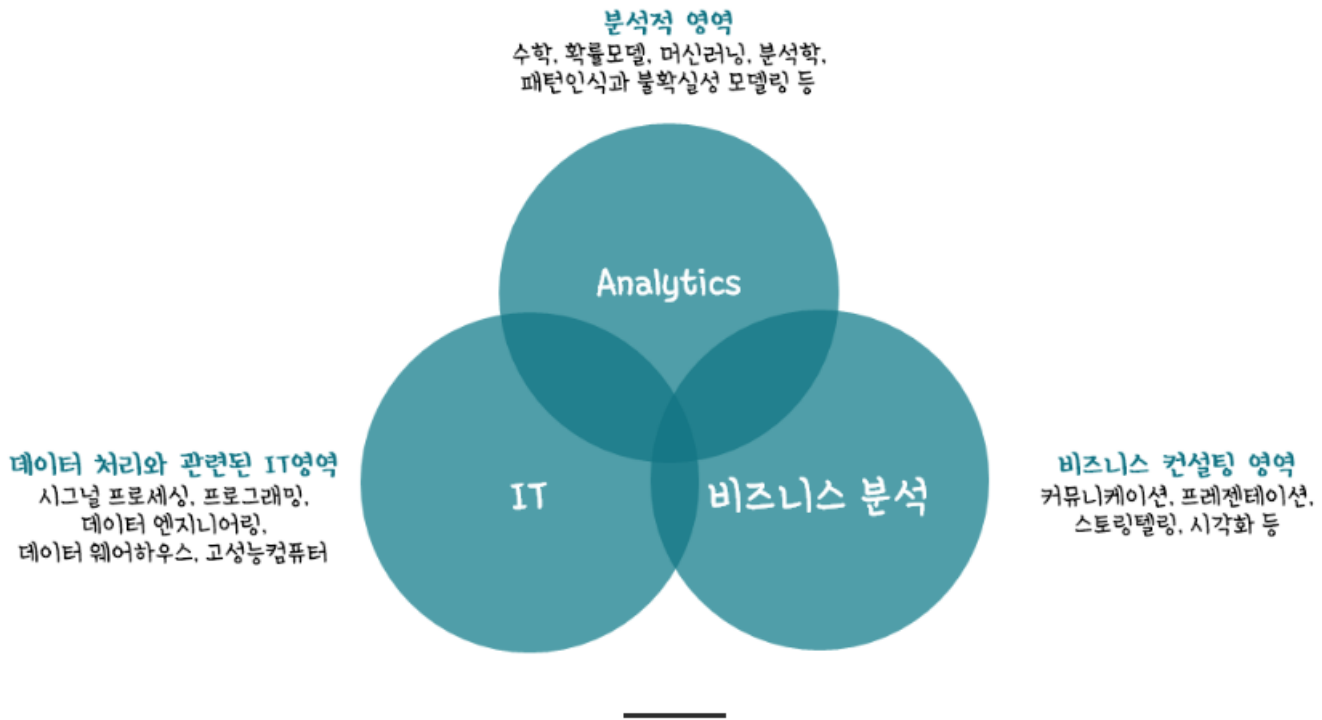 분석적 영역
수학, 확률모델, 머신러닝, 분석학,
패턴인식과 불확실성 모델링 등
Analytics
데이터 처리와 관련된 IT영역
시그널 프로세싱, 프로그래밍,
데이터 엔지니어링,
데이터 웨어하우스, 고성능컴퓨터
IT
비즈니스 분석
비즈니스 컨설팅 영역
커뮤니케이션, 프레젠테이션,
스토링텔링, 시각화 등